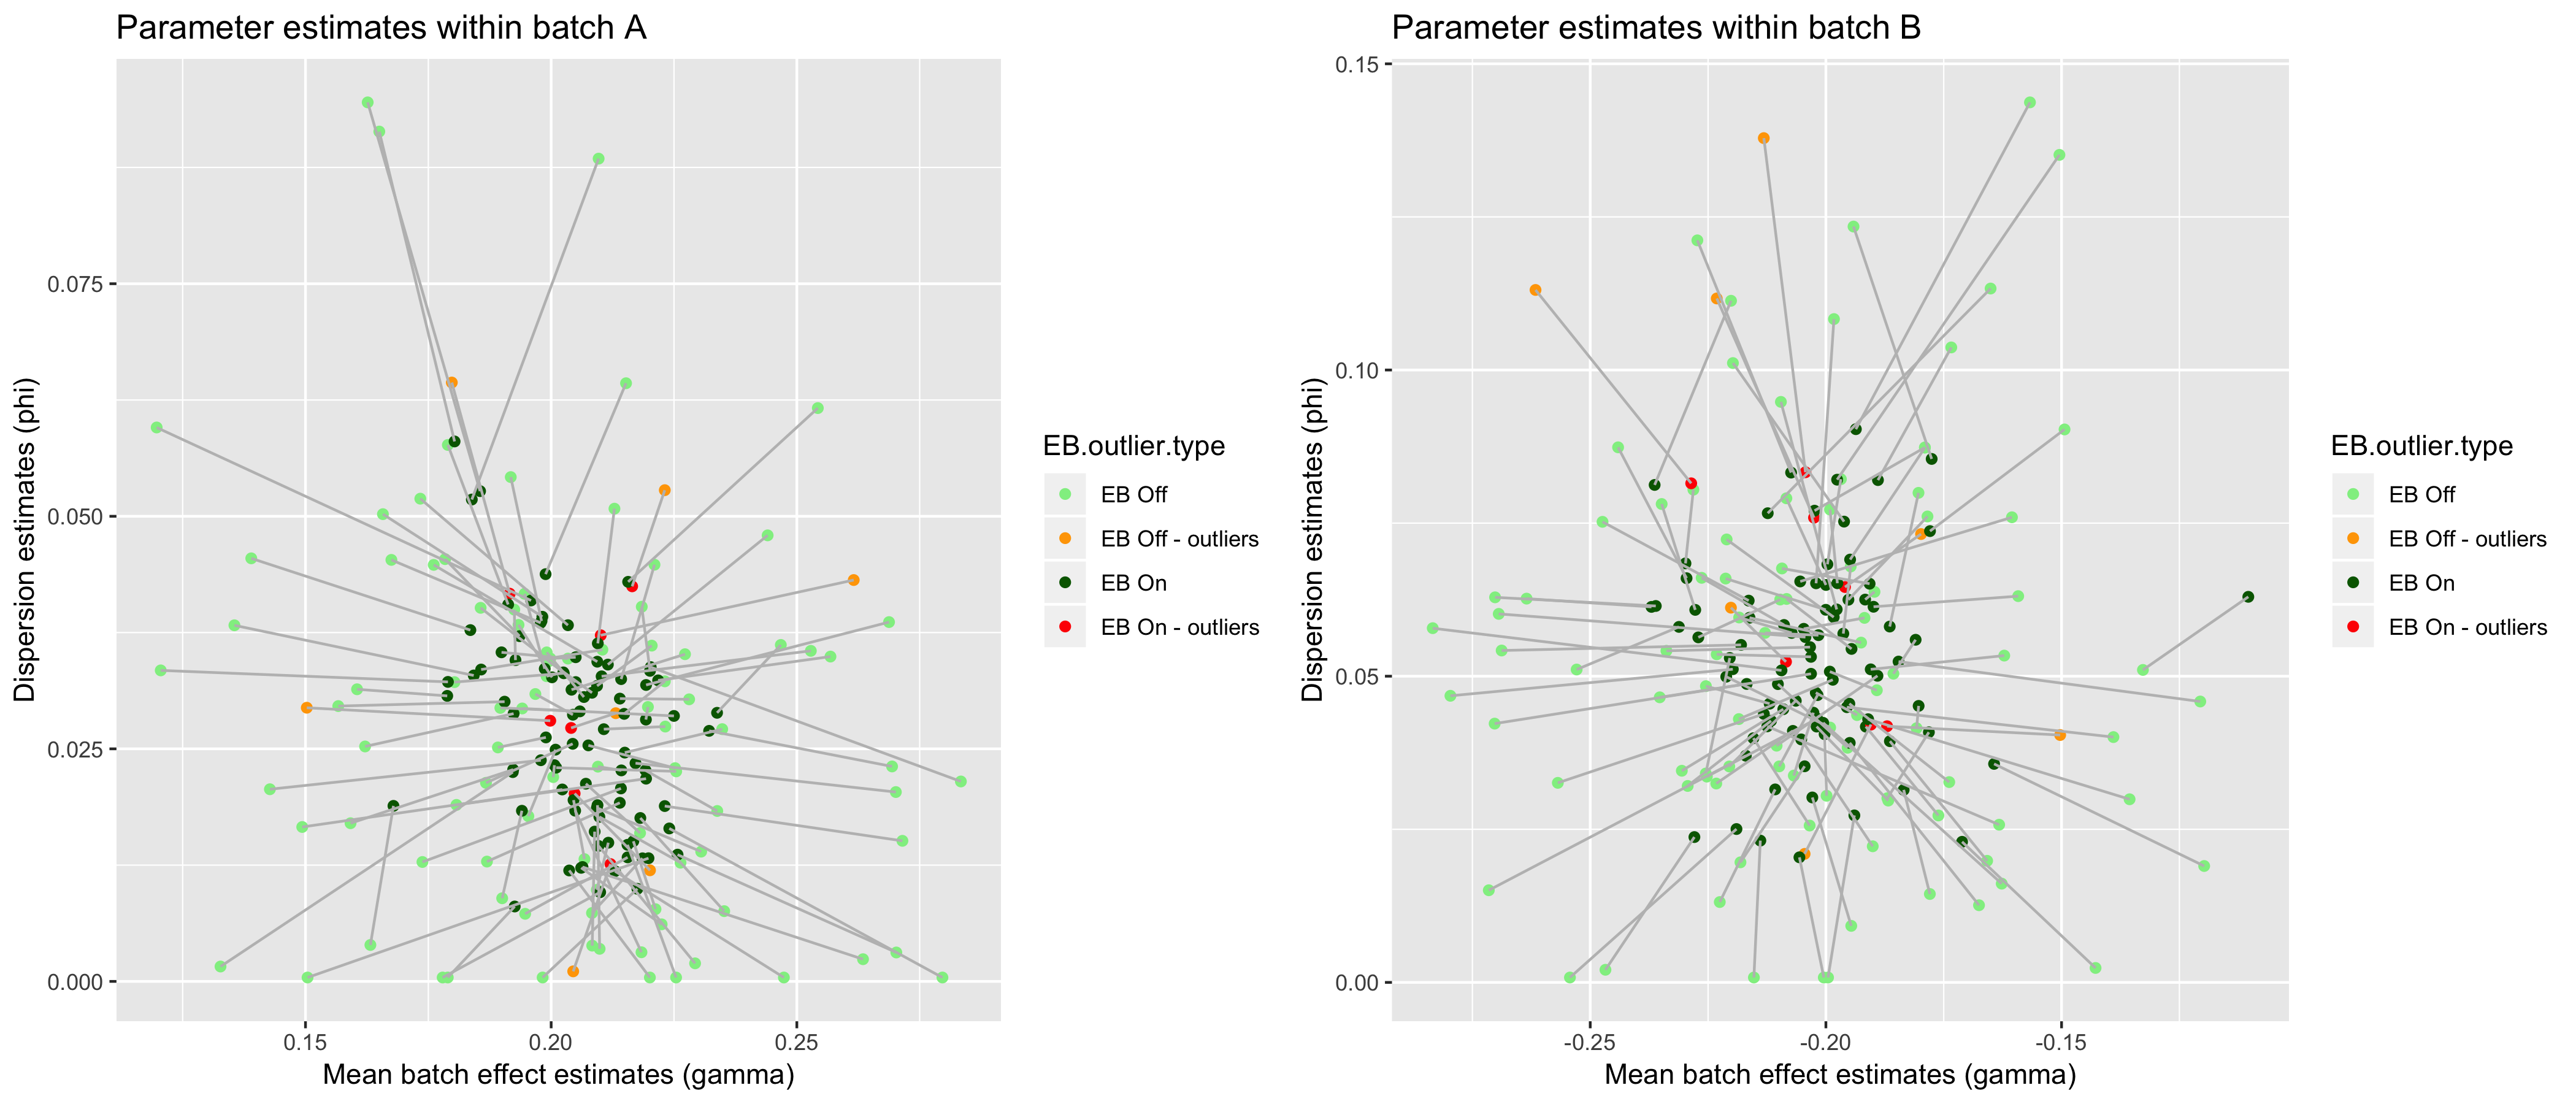 Parameter estimates within batch A
Dispersion estimates (phi)
0.075
0.050
0.025
0.000
0.15
0.20
0.25
Mean batch effect estimates (gamma)
EB.outlier.type
EB Off
EB Off - outliers
EB On
EB On - outliers
Parameter estimates within batch B
Dispersion estimates (phi)
0.15
0.10
0.05
0.00
-0.25
-0.20
-0.15
Mean batch effect estimates (gamma)
EB.outlier.type
EB Off
EB Off - outliers
EB On
EB On - outliers